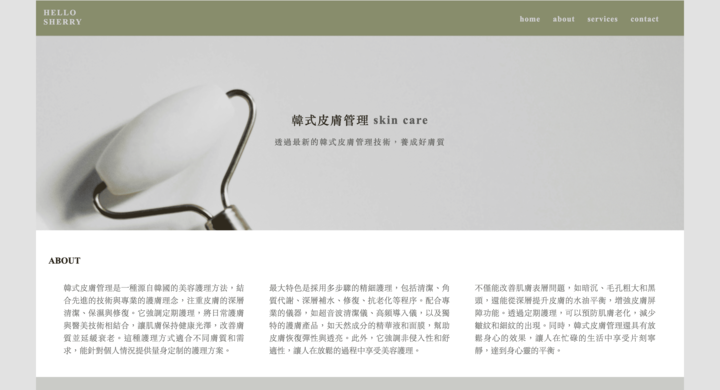 HELLO
SHERRY
home about services contact
韓式皮膚管理 skin care
透過最新的韓式皮膚管理技術，養成好膚質
ABOUT
韓式皮膚管理是一種源自韓國的美容護理方法，結
合先進的技術與專業的護膚理念，注重皮膚的深層
清潔、保濕與修復。它強調定期護理，將日常護膚
與醫美技術相結合，讓肌膚保持健康光澤，改善膚
質並延緩衰老。這種護理方式適合不同膚質和需
求，能針對個人情況提供量身定制的護理方案。
最大特色是採用多步驟的精細護理，包括清潔、角
質代謝、深層補水、修復、抗老化等程序。配合專
業的儀器，如超音波清潔儀、高頻導入儀，以及獨
特的護膚產品，如天然成分的精華液和面膜，幫助
皮膚恢復彈性與透亮。此外，它強調非侵入性和舒
適性，讓人在放鬆的過程中享受美容護理。
不僅能改善肌膚表層問題，如暗沉、毛孔粗大和黑
頭，還能從深層提升皮膚的水油平衡，增強皮膚屏
障功能。透過定期護理，可以預防肌膚老化，減少
皺紋和細紋的出現。同時，韓式皮膚管理還具有放
鬆身心的效果，讓人在忙碌的生活中享受片刻寧
靜，達到身心靈的平衡。